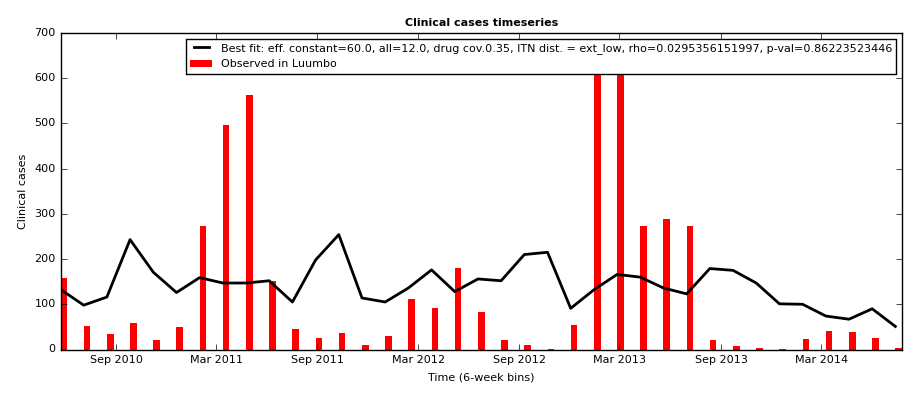 Clinical cases timeseries
700
600
500
400
300
200
100
0
Clinical cases
Best fit: eff. constant=60.0, all=12.0, drug cov.0.35, ITN dist. = ext_low, rho=0.0295356151997, p-val=0.86223523446
Observed in Luumbo
Sep 2010 Mar 2011 Sep 2011 Mar 2012 Sep 2012 Mar 2013 Sep 2013 Mar 2014
Time (6-week bins)